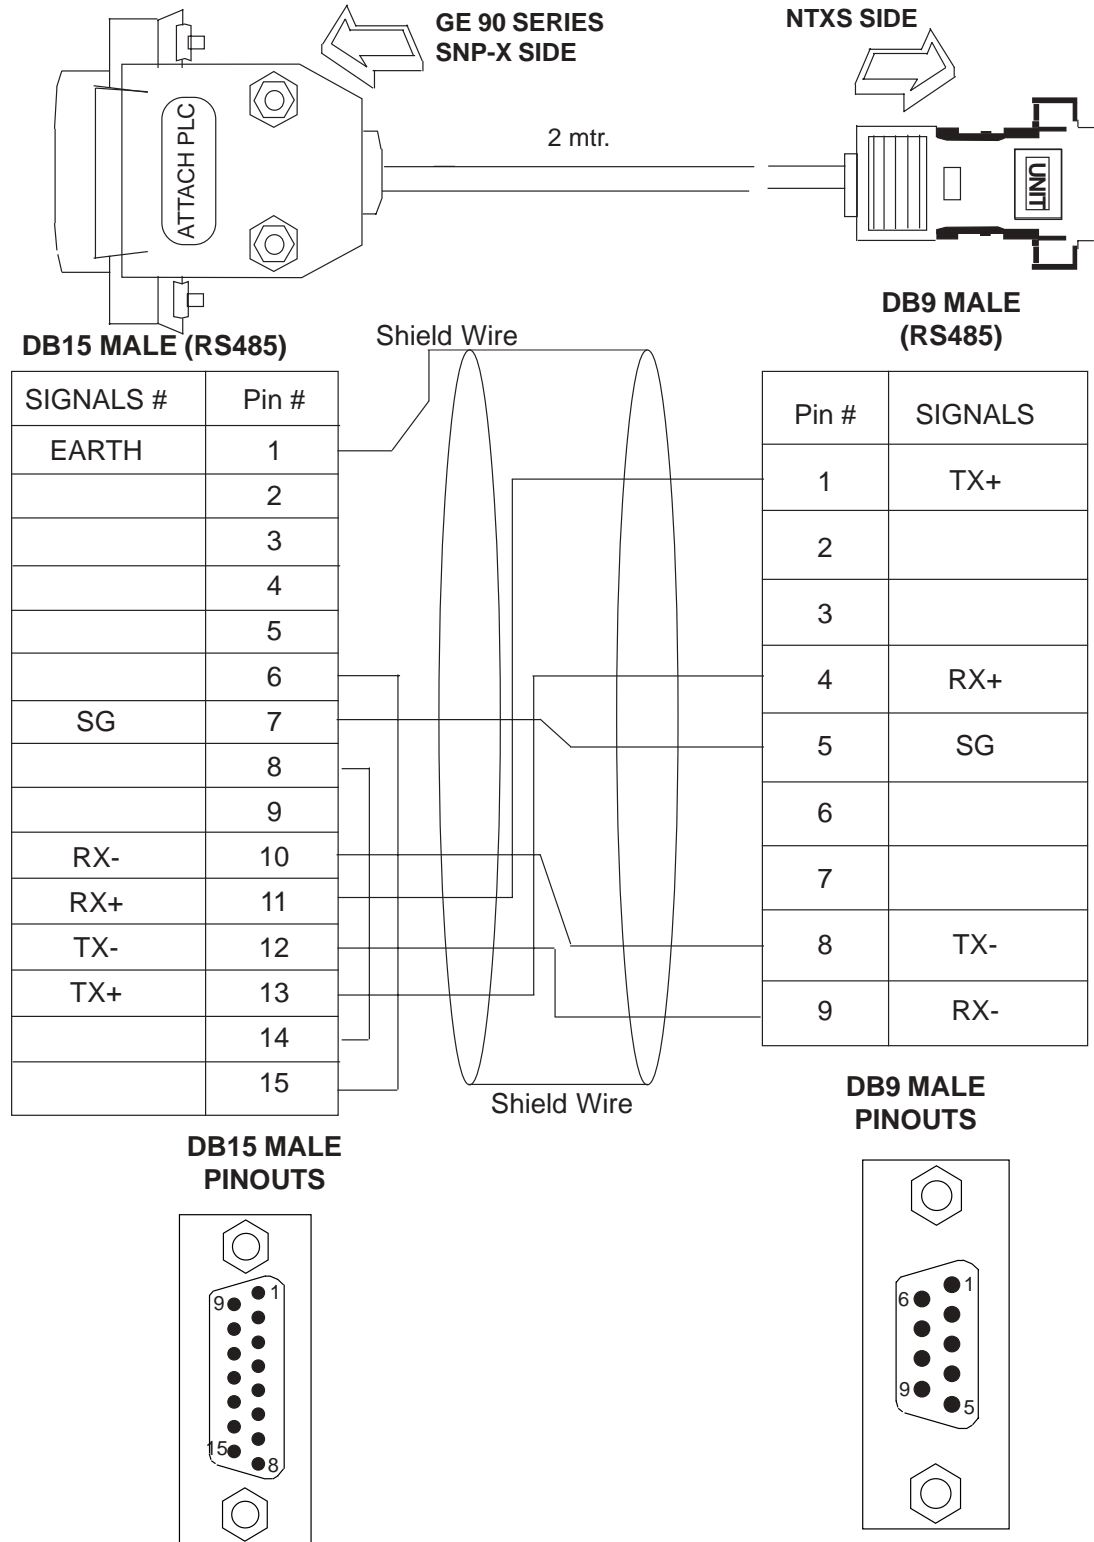 GE 90 SERIES
SNP-X SIDE
NTXS SIDE
ATTACH PLC
2 mtr.
UNIT
DB9 MALE
(RS485)
DB15 MALE (RS485)
Shield Wire
SIGNALS # Pin #
EARTH 1
2
3
4
5
6
SG 7
8
9
RX- 10
RX+ 11
TX- 12
TX+ 13
14
15
Pin # SIGNALS
1 TX+
2
3
4 RX+
5 SG
6
7
8 TX-
9 RX-
Shield Wire
DB9 MALE
PINOUTS
DB15 MALE
PINOUTS
9 1
15 8
6 1
9 5